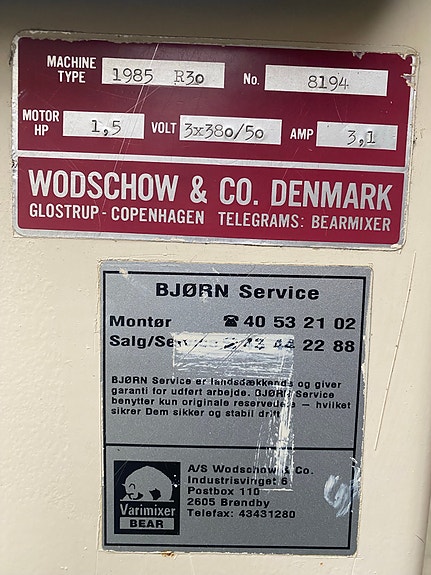 MACHINE TYPE 1985 R30 No. 8194
MOTOR HP 1,5 VOLT 3x380/50 AMP 3,1
WODSCHOW & CO. DENMARK
GLOSTRUP - COPENHAGEN TELEGRAMS: BEARMIXER
BJØRN Service
Montør ☎ 40 53 21 02
Salg/Service 44 22 88
BJØRN Service er landsdækkende og giver
garanti for udført arbejde. BJØRN Service
benytter kun originale reservedele – hvilket
sikrer Dem sikker og stabil drift
A/S Wodschow & Co.
Industrisvinget 6
Postbox 110
2605 Brøndby
Telefax: 43431280
Varimixer
BEAR